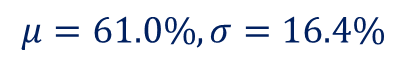 μ = 61.0%, σ = 16.4%